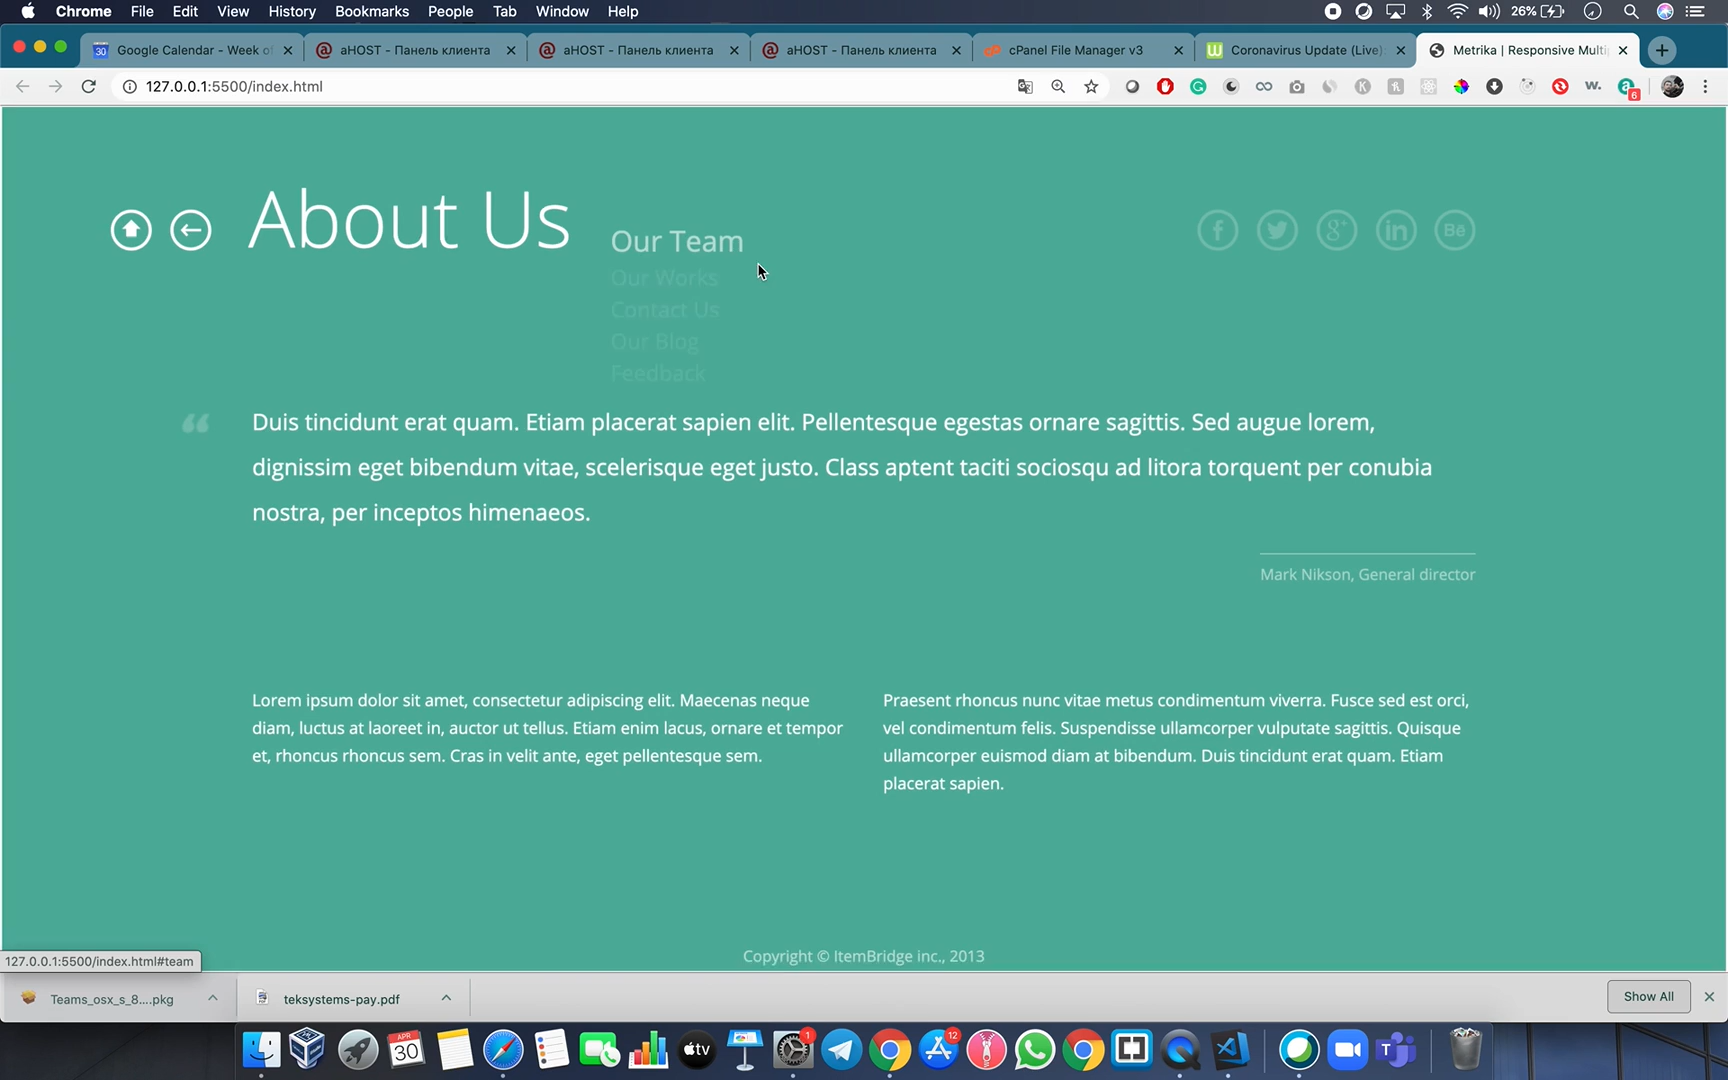 Chrome File Edit View History Bookmarks People Tab Window Help
26%
30 Google Calendar - Week o
aHOST - Панель клиента
aHOST - Панель клиента
aHOST - Панель клиента
cPanel File Manager v3
Coronavirus Update (Live)
Metrika | Responsive Multi
127.0.0.1:5500/index.html
w.
6
About Us
Our Team
Our Works
Contact Us
Our Blog
Feedback
Bē
“
Duis tincidunt erat quam. Etiam placerat sapien elit. Pellentesque egestas ornare sagittis. Sed augue lorem,
dignissim eget bibendum vitae, scelerisque eget justo. Class aptent taciti sociosqu ad litora torquent per conubia
nostra, per inceptos himenaeos.
Mark Nikson, General director
Lorem ipsum dolor sit amet, consectetur adipiscing elit. Maecenas neque
diam, luctus at laoreet in, auctor ut tellus. Etiam enim lacus, ornare et tempor
et, rhoncus rhoncus sem. Cras in velit ante, eget pellentesque sem.
Praesent rhoncus nunc vitae metus condimentum viverra. Fusce sed est orci,
vel condimentum felis. Suspendisse ullamcorper vulputate sagittis. Quisque
ullamcorper euismod diam at bibendum. Duis tincidunt erat quam. Etiam
placerat sapien.
Copyright © ItemBridge inc., 2013
127.0.0.1:5500/index.html#team
Teams_osx_s_8....pkg
teksystems-pay.pdf
Show All
APR
30
tv
1
12